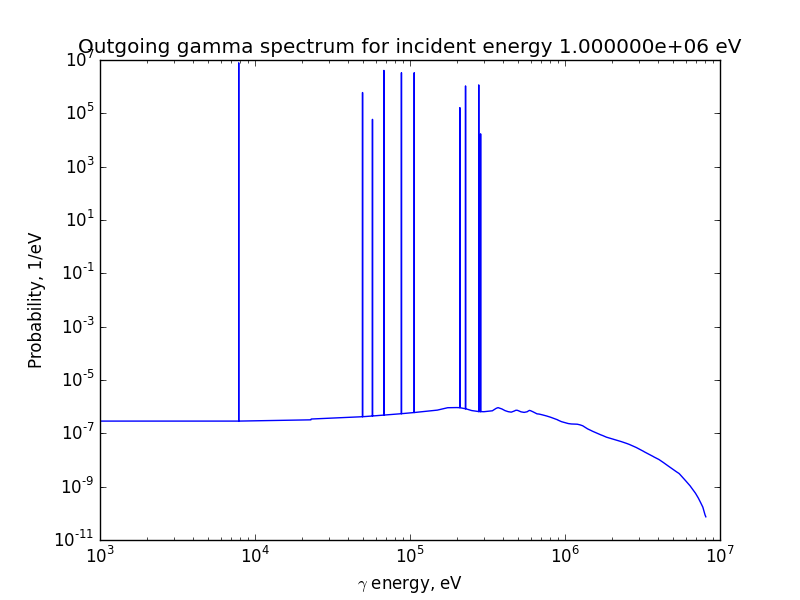 Outgoing gamma spectrum for incident energy 1.000000e+06 eV
10^7
10^5
10^3
10^1
10^-1
10^-3
10^-5
10^-7
10^-9
10^-11
Probability, 1/eV
10^3 10^4 10^5 10^6 10^7
γ energy, eV